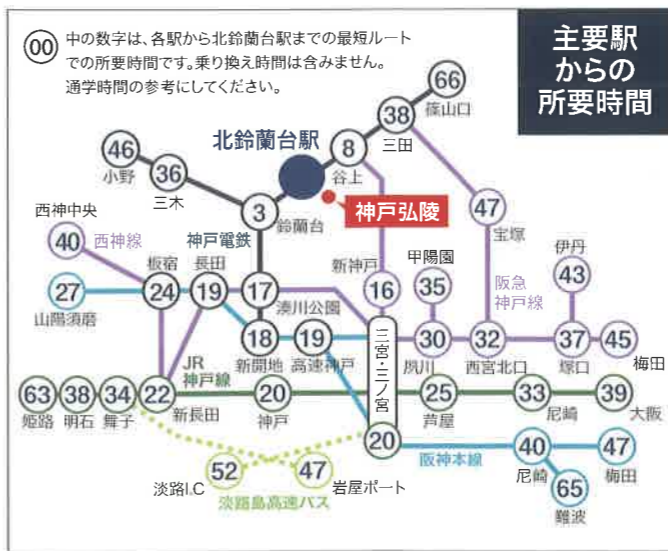 00 中の数字は、各駅から北鈴蘭台駅までの最短ルート
での所要時間です。乗り換え時間は含みません。
通学時間の参考にしてください。
主要駅
からの
所要時間
66
篠山口
38
三田
北鈴蘭台駅
8
谷上
46
小野
36
三木
3
鈴蘭台
神戸弘陵
47
宝塚
西神中央
40
西神線
神戸電鉄
新神戸
16
甲陽園
35
阪急
神戸線
伊丹
43
27
山陽須磨
板宿
24
長田
19
17
湊川公園
18
新開地
19
高速神戸
三宮・三ノ宮
30
夙川
32
西宮北口
37
塚口
45
梅田
JR
神戸線
63
姫路
38
明石
34
舞子
22
新長田
20
神戸
25
芦屋
33
尼崎
39
大阪
20
阪神本線
40
尼崎
47
梅田
65
難波
52
淡路I.C
47
岩屋ポート
淡路島高速バス